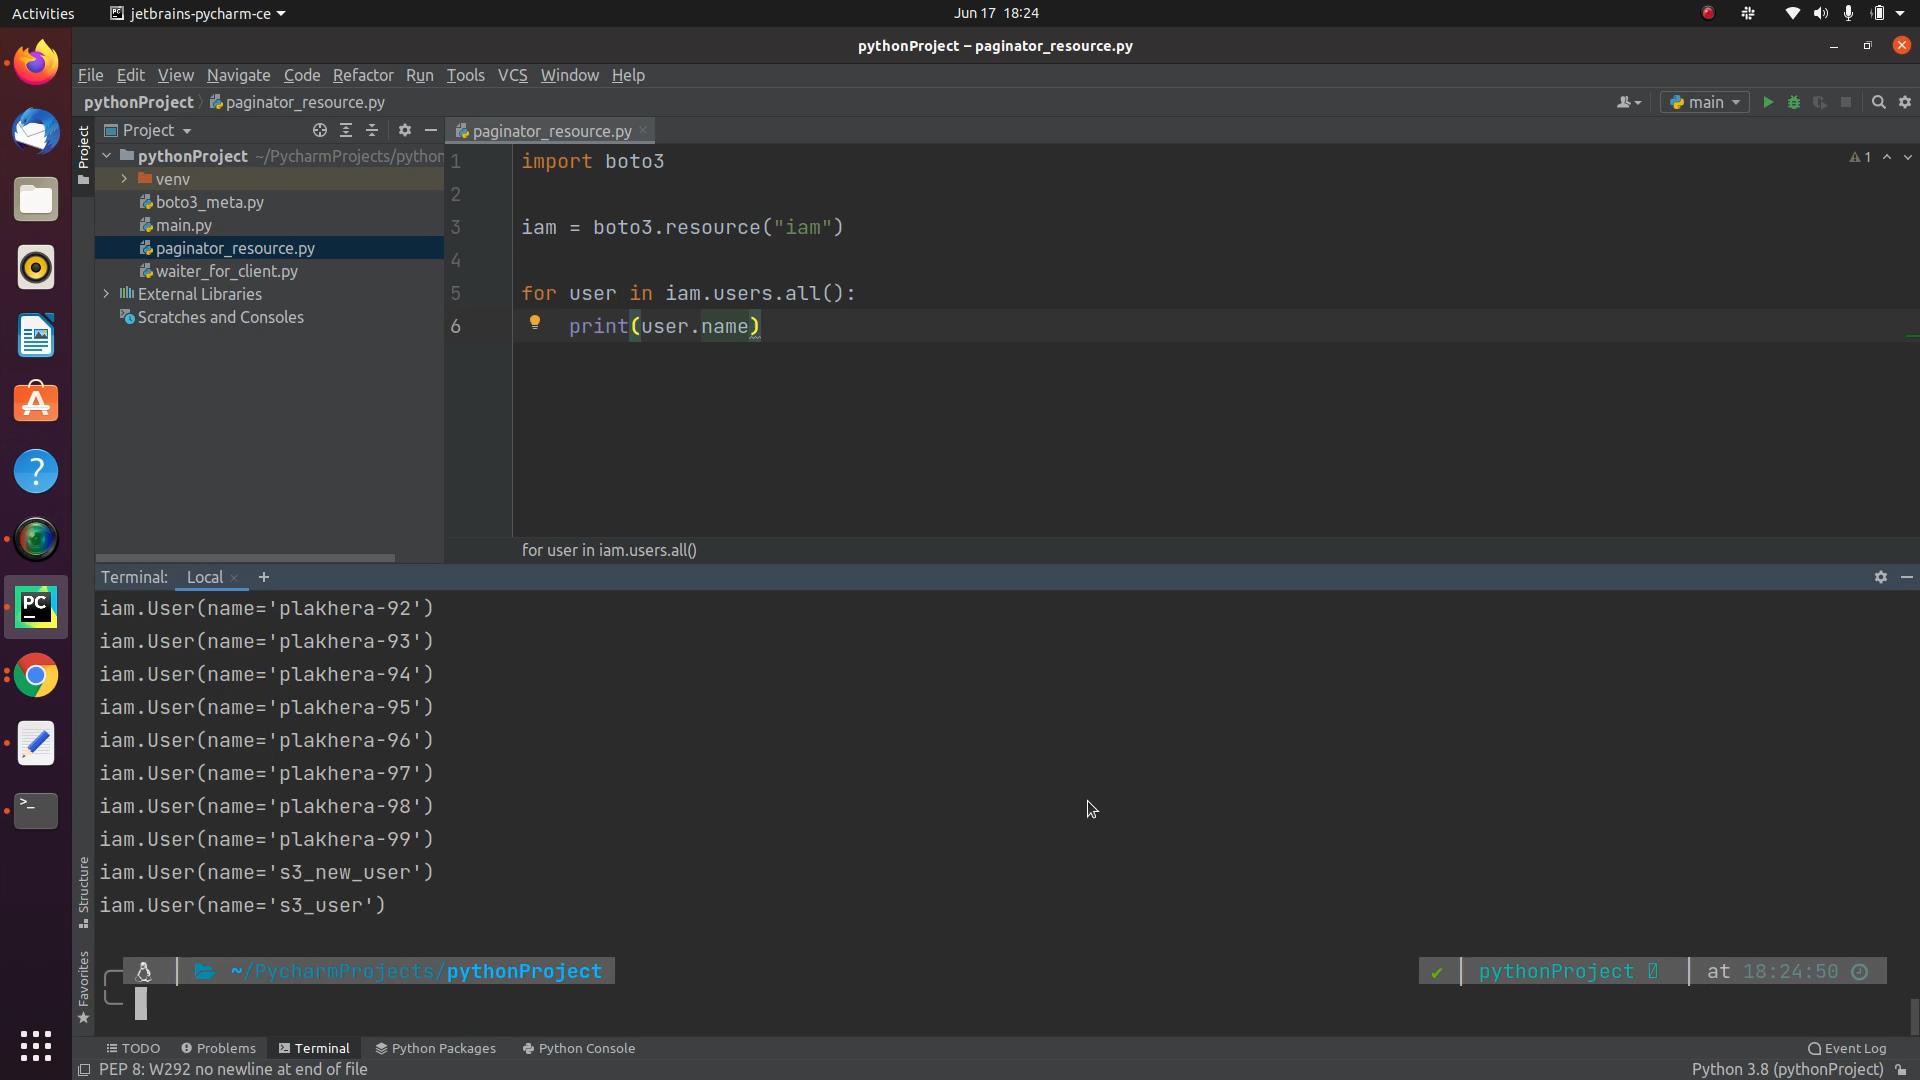 Activities jetbrains-pycharm-ce Jun 17 18:24
pythonProject – paginator_resource.py
File Edit View Navigate Code Refactor Run Tools VCS Window Help
pythonProject paginator_resource.py main
Project
Project
paginator_resource.py
pythonProject ~/PycharmProjects/python
venv
boto3_meta.py
main.py
paginator_resource.py
waiter_for_client.py
External Libraries
Scratches and Consoles
1 import boto3
1
2
3 iam = boto3.resource("iam")
4
5 for user in iam.users.all():
6 print(user.name)
for user in iam.users.all()
Terminal: Local +
iam.User(name='plakhera-92')
iam.User(name='plakhera-93')
iam.User(name='plakhera-94')
iam.User(name='plakhera-95')
iam.User(name='plakhera-96')
iam.User(name='plakhera-97')
iam.User(name='plakhera-98')
iam.User(name='plakhera-99')
iam.User(name='s3_new_user')
iam.User(name='s3_user')
~/PycharmProjects/pythonProject ✔ pythonProject at 18:24:50
Structure
Favorites
TODO Problems Terminal Python Packages Python Console Event Log
PEP 8: W292 no newline at end of file Python 3.8 (pythonProject)